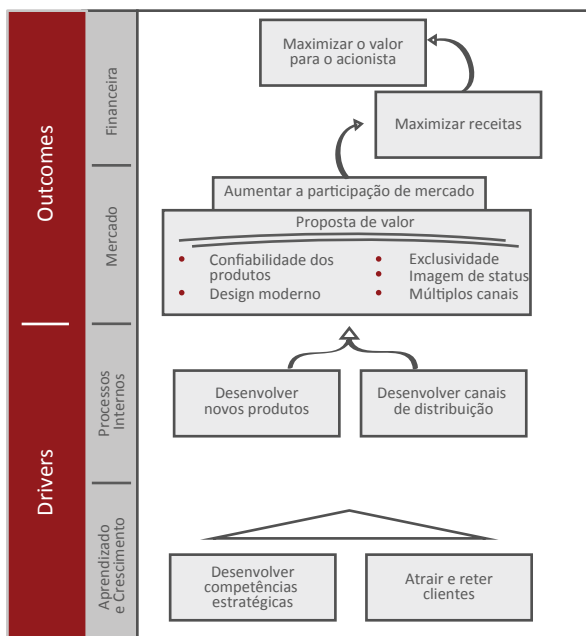 Outcomes
Drivers
Financeira
Mercado
Processos
Internos
Aprendizado
e Crescimento
Maximizar o valor
para o acionista
Maximizar receitas
Aumentar a participação de mercado
Proposta de valor
• Confiabilidade dos
produtos
• Design moderno
• Exclusividade
• Imagem de status
• Múltiplos canais
Desenvolver
novos produtos
Desenvolver canais
de distribuição
Desenvolver
competências
estratégicas
Atrair e reter
clientes